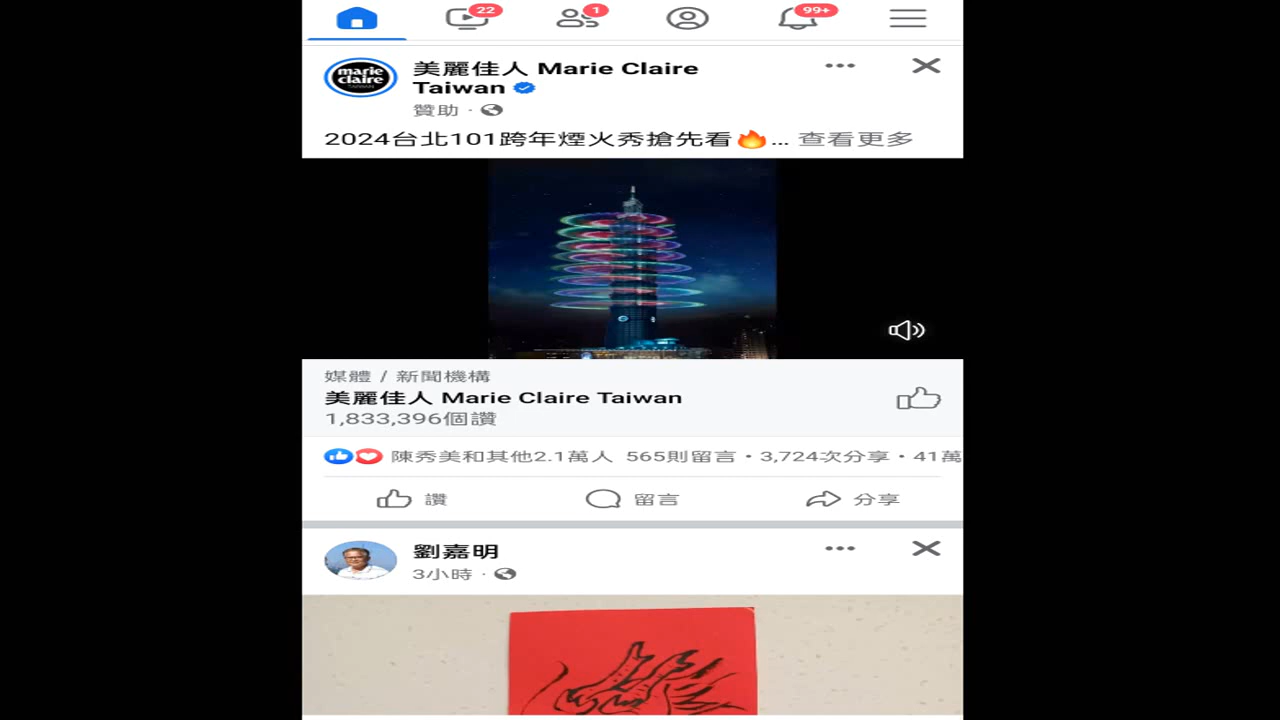 22
1
99+
marie claire TAIWAN
美麗佳人 Marie Claire
Taiwan
贊助 ·
2024台北101跨年煙火秀搶先看🔥... 查看更多
媒體 / 新聞機構
美麗佳人 Marie Claire Taiwan
1,833,396個讚
陳秀美和其他2.1萬人 565則留言・3,724次分享・41萬
讚 留言 分享
劉嘉明
3小時 ·